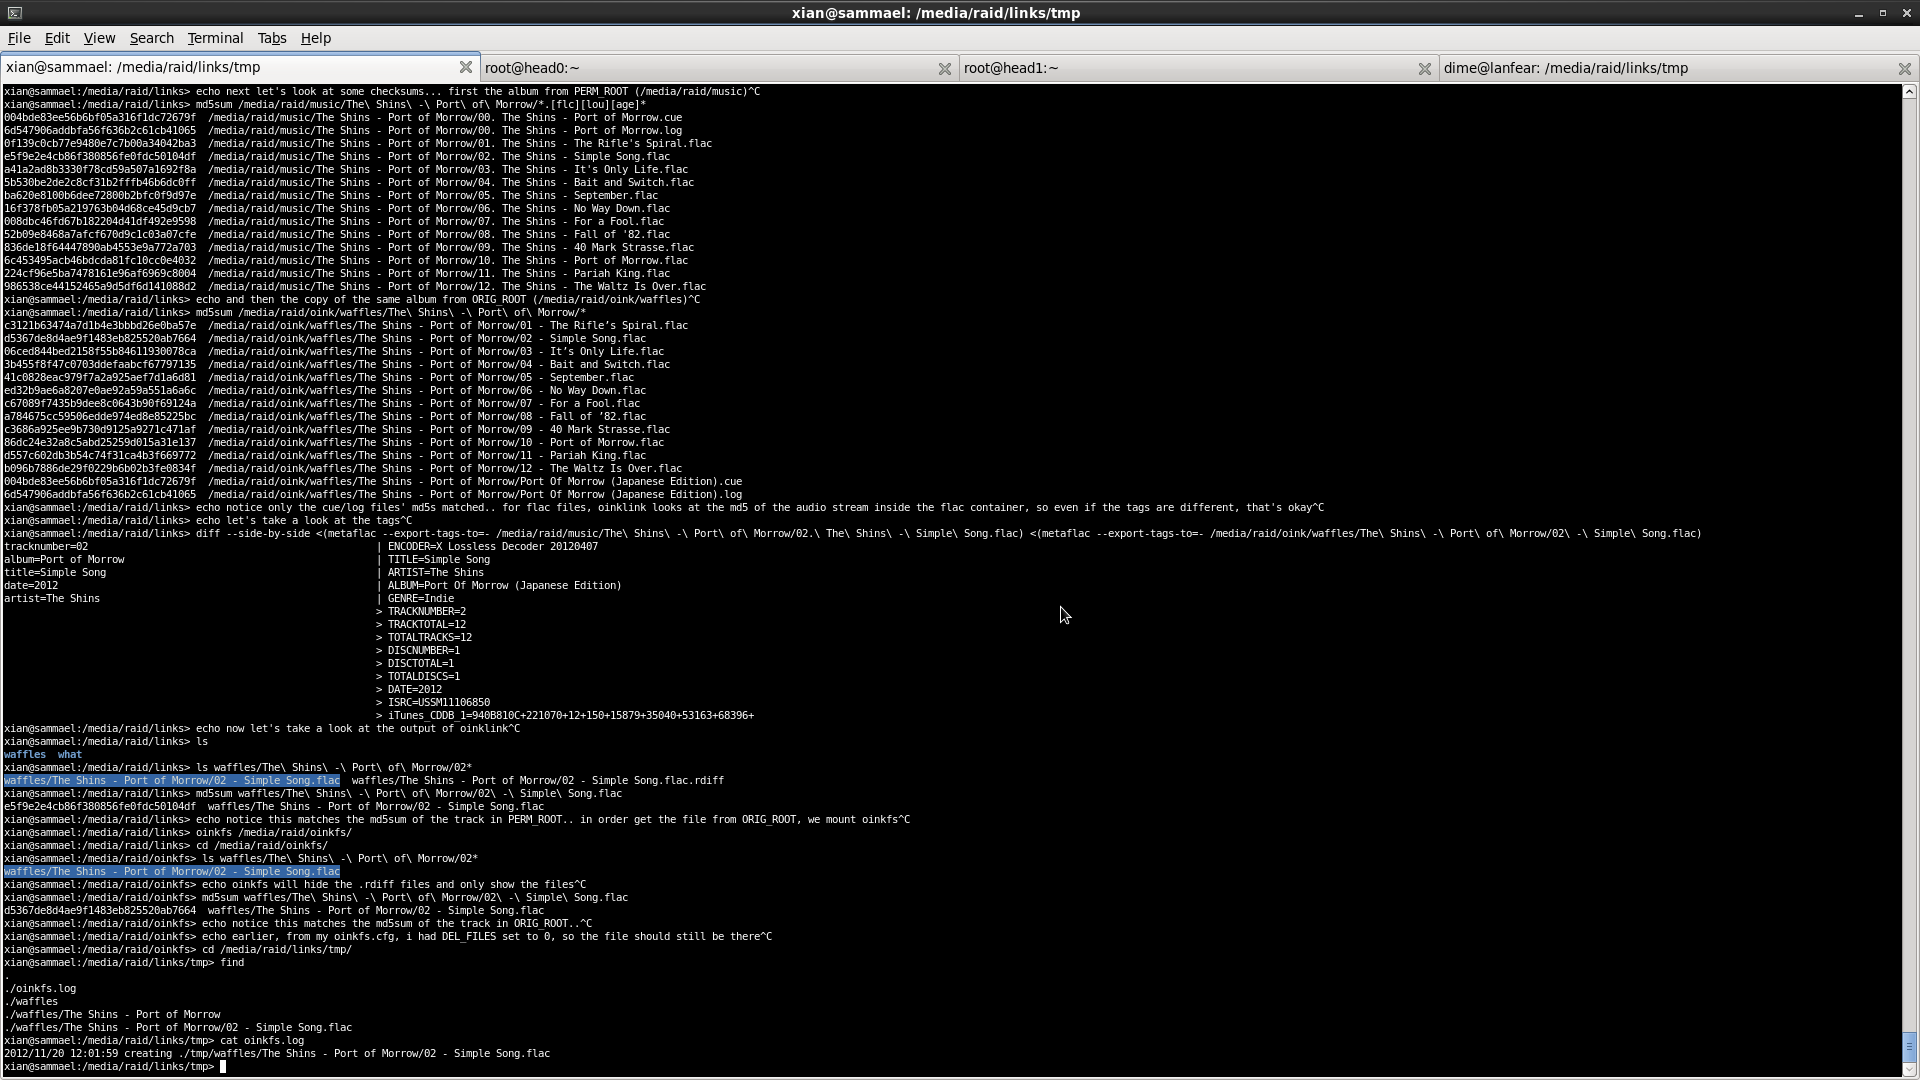 xian@sammael: /media/raid/links/tmp
File Edit View Search Terminal Tabs Help
xian@sammael: /media/raid/links/tmp root@head0:~ root@head1:~ dime@lanfear: /media/raid/links/tmp
xian@sammael:/media/raid/links> echo next let's look at some checksums... first the album from PERM_ROOT (/media/raid/music)^C
xian@sammael:/media/raid/links> md5sum /media/raid/music/The\ Shins\ -\ Port\ of\ Morrow/*.[flc][lou][age]*
004bde83ee56b6bf05a316f1dc72679f  /media/raid/music/The Shins - Port of Morrow/00. The Shins - Port of Morrow.cue
6d547906addbfa56f636b2c61cb41065  /media/raid/music/The Shins - Port of Morrow/00. The Shins - Port of Morrow.log
0f139c0cb77e9480e7c7b00a34042ba3  /media/raid/music/The Shins - Port of Morrow/01. The Shins - The Rifle's Spiral.flac
e5f9e2e4cb86f380856fe0fdc50104df  /media/raid/music/The Shins - Port of Morrow/02. The Shins - Simple Song.flac
a41a2ad8b3330f78cd59a507a1692f8a  /media/raid/music/The Shins - Port of Morrow/03. The Shins - It's Only Life.flac
5b530be2de2c8cf31b2fffb46b6dc0ff  /media/raid/music/The Shins - Port of Morrow/04. The Shins - Bait and Switch.flac
ba620e8100b6dee72800b2bfc0f9d97e  /media/raid/music/The Shins - Port of Morrow/05. The Shins - September.flac
16f378fb05a219763b04d68ce45d9cb7  /media/raid/music/The Shins - Port of Morrow/06. The Shins - No Way Down.flac
008dbc46fd67b182204d41df492e9598  /media/raid/music/The Shins - Port of Morrow/07. The Shins - For a Fool.flac
52b09e8468a7afcf670d9c1c03a07cfe  /media/raid/music/The Shins - Port of Morrow/08. The Shins - Fall of '82.flac
836de18f64447890ab4553e9a772a703  /media/raid/music/The Shins - Port of Morrow/09. The Shins - 40 Mark Strasse.flac
6c453495acb46bdcda81fc10cc0e4032  /media/raid/music/The Shins - Port of Morrow/10. The Shins - Port of Morrow.flac
224cf96e5ba7478161e96af6969c8004  /media/raid/music/The Shins - Port of Morrow/11. The Shins - Pariah King.flac
986538ce44152465a9d5df6d141088d2  /media/raid/music/The Shins - Port of Morrow/12. The Shins - The Waltz Is Over.flac
xian@sammael:/media/raid/links> echo and then the copy of the same album from ORIG_ROOT (/media/raid/oink/waffles)^C
xian@sammael:/media/raid/links> md5sum /media/raid/oink/waffles/The\ Shins\ -\ Port\ of\ Morrow/*
c3121b63474a7d1b4e3bbbd26e0ba57e  /media/raid/oink/waffles/The Shins - Port of Morrow/01 - The Rifle’s Spiral.flac
d5367de8d4ae9f1483eb825520ab7664  /media/raid/oink/waffles/The Shins - Port of Morrow/02 - Simple Song.flac
06ced844bed2158f55b84611930078ca  /media/raid/oink/waffles/The Shins - Port of Morrow/03 - It’s Only Life.flac
3b455f8f47c0703ddefaabcf67797135  /media/raid/oink/waffles/The Shins - Port of Morrow/04 - Bait and Switch.flac
41c0828eac979f7a2a925aef7d1a6d81  /media/raid/oink/waffles/The Shins - Port of Morrow/05 - September.flac
ed32b9ae6a8207e0ae92a59a551a6a6c  /media/raid/oink/waffles/The Shins - Port of Morrow/06 - No Way Down.flac
c67089f7435b9dee8c0643b90f69124a  /media/raid/oink/waffles/The Shins - Port of Morrow/07 - For a Fool.flac
a784675cc59506edde974ed8e85225bc  /media/raid/oink/waffles/The Shins - Port of Morrow/08 - Fall of ’82.flac
c3686a925ee9b730d9125a9271c471af  /media/raid/oink/waffles/The Shins - Port of Morrow/09 - 40 Mark Strasse.flac
86dc24e32a8c5abd25259d015a31e137  /media/raid/oink/waffles/The Shins - Port of Morrow/10 - Port of Morrow.flac
d557c602db3b54c74f31ca4b3f669772  /media/raid/oink/waffles/The Shins - Port of Morrow/11 - Pariah King.flac
b096b7886de29f0229b6b02b3fe0834f  /media/raid/oink/waffles/The Shins - Port of Morrow/12 - The Waltz Is Over.flac
004bde83ee56b6bf05a316f1dc72679f  /media/raid/oink/waffles/The Shins - Port of Morrow/Port Of Morrow (Japanese Edition).cue
6d547906addbfa56f636b2c61cb41065  /media/raid/oink/waffles/The Shins - Port of Morrow/Port Of Morrow (Japanese Edition).log
xian@sammael:/media/raid/links> echo notice only the cue/log files' md5s matched.. for flac files, oinklink looks at the md5 of the audio stream inside the flac container, so even if the tags are different, that's okay^C
xian@sammael:/media/raid/links> echo let's take a look at the tags^C
xian@sammael:/media/raid/links> diff --side-by-side <(metaflac --export-tags-to=- /media/raid/music/The\ Shins\ -\ Port\ of\ Morrow/02.\ The\ Shins\ -\ Simple\ Song.flac) <(metaflac --export-tags-to=- /media/raid/oink/waffles/The\ Shins\ -\ Port\ of\ Morrow/02\ -\ Simple\ Song.flac)
tracknumber=02 | ENCODER=X Lossless Decoder 20120407
album=Port of Morrow | TITLE=Simple Song
title=Simple Song | ARTIST=The Shins
date=2012 | ALBUM=Port Of Morrow (Japanese Edition)
artist=The Shins | GENRE=Indie
> TRACKNUMBER=2
> TRACKTOTAL=12
> TOTALTRACKS=12
> DISCNUMBER=1
> DISCTOTAL=1
> TOTALDISCS=1
> DATE=2012
> ISRC=USSM11106850
> iTunes_CDDB_1=940B810C+221070+12+150+15879+35040+53163+68396+
xian@sammael:/media/raid/links> echo now let's take a look at the output of oinklink^C
xian@sammael:/media/raid/links> ls
waffles  what
xian@sammael:/media/raid/links> ls waffles/The\ Shins\ -\ Port\ of\ Morrow/02*
waffles/The Shins - Port of Morrow/02 - Simple Song.flac  waffles/The Shins - Port of Morrow/02 - Simple Song.flac.rdiff
xian@sammael:/media/raid/links> md5sum waffles/The\ Shins\ -\ Port\ of\ Morrow/02\ -\ Simple\ Song.flac
e5f9e2e4cb86f380856fe0fdc50104df  waffles/The Shins - Port of Morrow/02 - Simple Song.flac
xian@sammael:/media/raid/links> echo notice this matches the md5sum of the track in PERM_ROOT.. in order get the file from ORIG_ROOT, we mount oinkfs^C
xian@sammael:/media/raid/links> oinkfs /media/raid/oinkfs/
xian@sammael:/media/raid/links> cd /media/raid/oinkfs/
xian@sammael:/media/raid/oinkfs> ls waffles/The\ Shins\ -\ Port\ of\ Morrow/02*
waffles/The Shins - Port of Morrow/02 - Simple Song.flac
xian@sammael:/media/raid/oinkfs> echo oinkfs will hide the .rdiff files and only show the files^C
xian@sammael:/media/raid/oinkfs> md5sum waffles/The\ Shins\ -\ Port\ of\ Morrow/02\ -\ Simple\ Song.flac
d5367de8d4ae9f1483eb825520ab7664  waffles/The Shins - Port of Morrow/02 - Simple Song.flac
xian@sammael:/media/raid/oinkfs> echo notice this matches the md5sum of the track in ORIG_ROOT..^C
xian@sammael:/media/raid/oinkfs> echo earlier, from my oinkfs.cfg, i had DEL_FILES set to 0, so the file should still be there^C
xian@sammael:/media/raid/oinkfs> cd /media/raid/links/tmp/
xian@sammael:/media/raid/links/tmp> find
.
./oinkfs.log
./waffles
./waffles/The Shins - Port of Morrow
./waffles/The Shins - Port of Morrow/02 - Simple Song.flac
xian@sammael:/media/raid/links/tmp> cat oinkfs.log
2012/11/20 12:01:59 creating ./tmp/waffles/The Shins - Port of Morrow/02 - Simple Song.flac
xian@sammael:/media/raid/links/tmp>